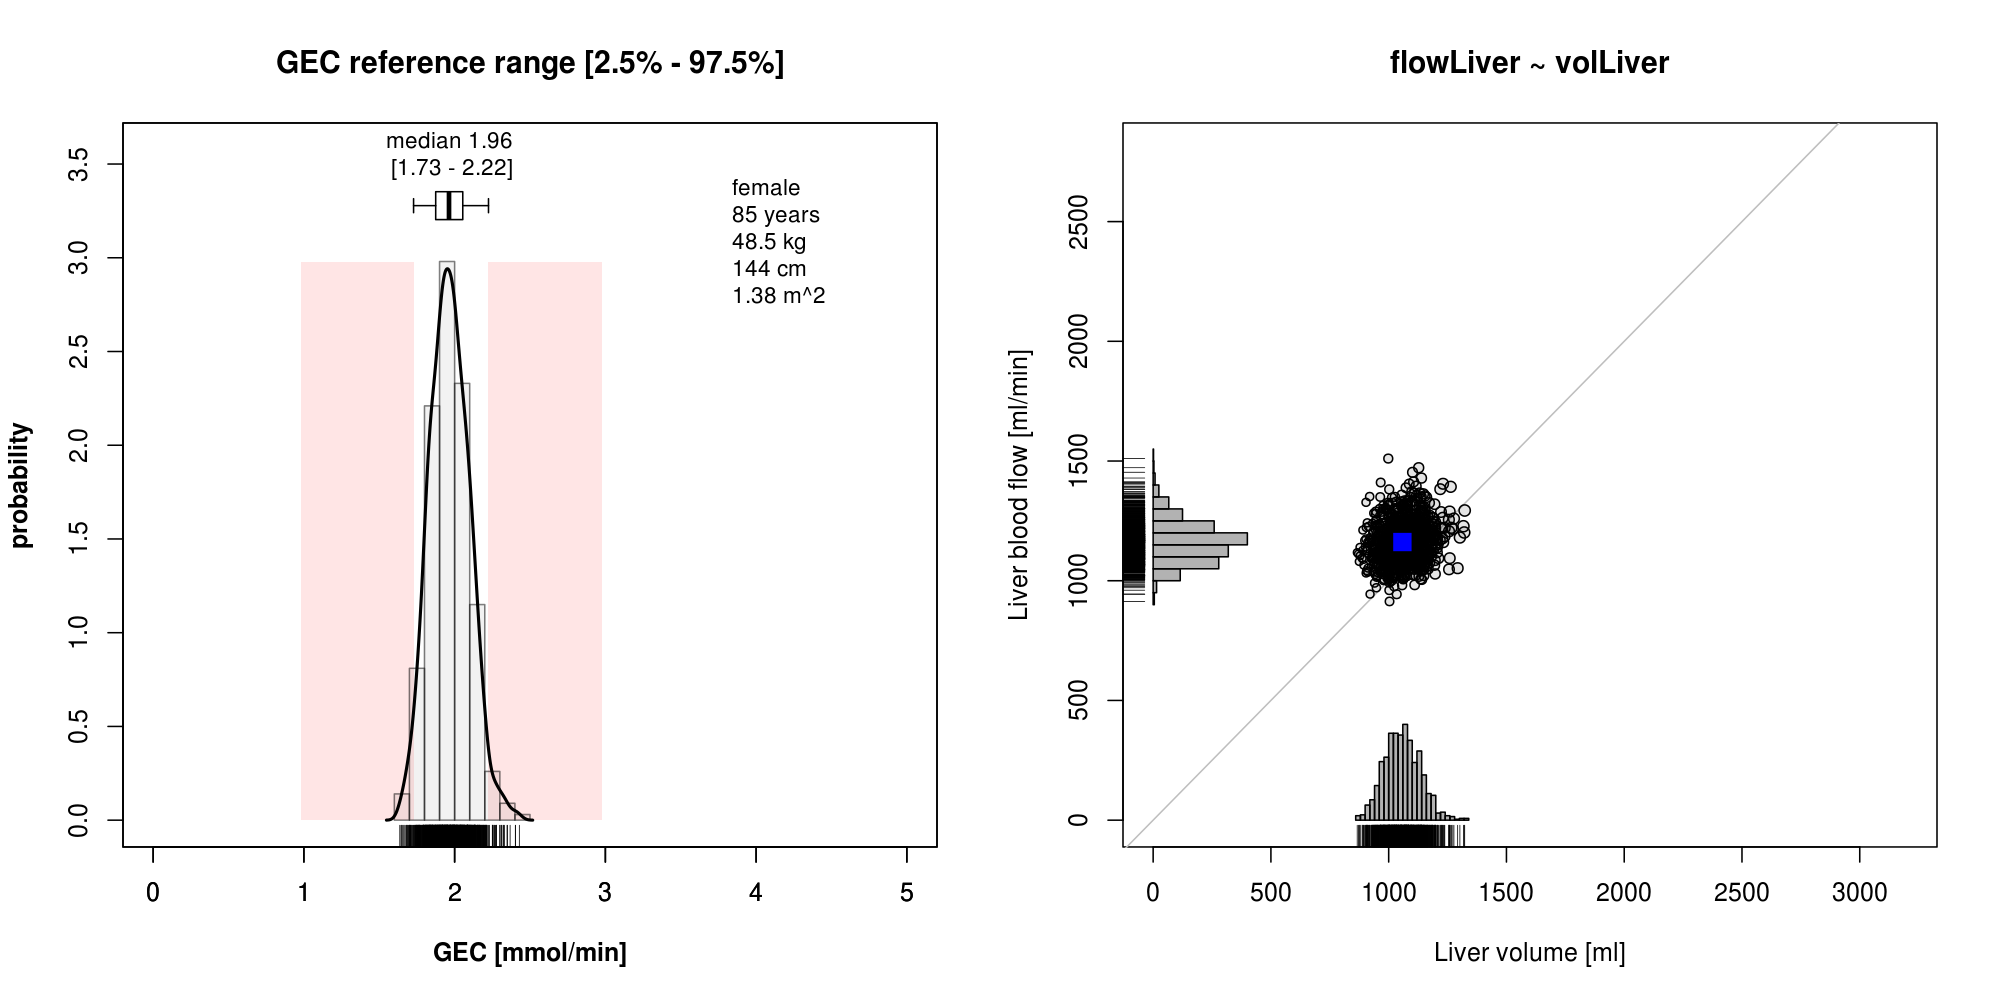 GEC reference range [2.5% - 97.5%]
median 1.96
[1.73 - 2.22]
female
85 years
48.5 kg
144 cm
1.38 m^2
probability
0.0
0.5
1.0
1.5
2.0
2.5
3.0
3.5
0 1 2 3 4 5
GEC [mmol/min]
flowLiver ~ volLiver
Liver blood flow [ml/min]
0
500
1000
1500
2000
2500
0 500 1000 1500 2000 2500 3000
Liver volume [ml]